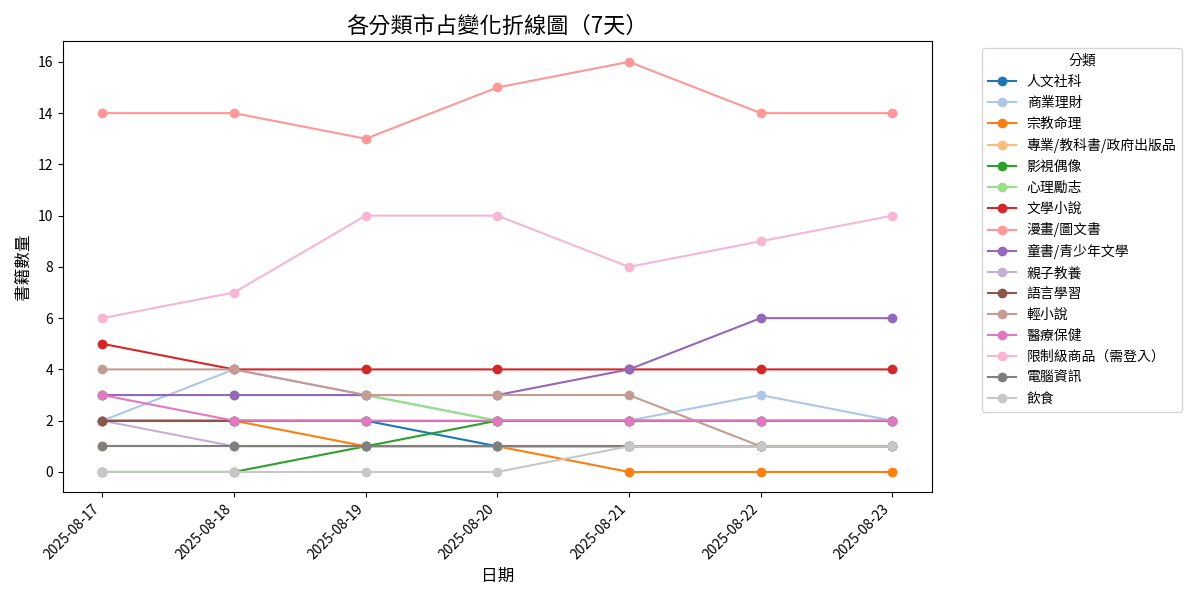 各分類市占變化折線圖（7天）
書籍數量
16
14
12
10
8
6
4
2
0
2025-08-17
2025-08-18
2025-08-19
2025-08-20
2025-08-21
2025-08-22
2025-08-23
日期
分類
人文社科
商業理財
宗教命理
專業/教科書/政府出版品
影視偶像
心理勵志
文學小說
漫畫/圖文書
童書/青少年文學
親子教養
語言學習
輕小說
醫療保健
限制級商品（需登入）
電腦資訊
飲食